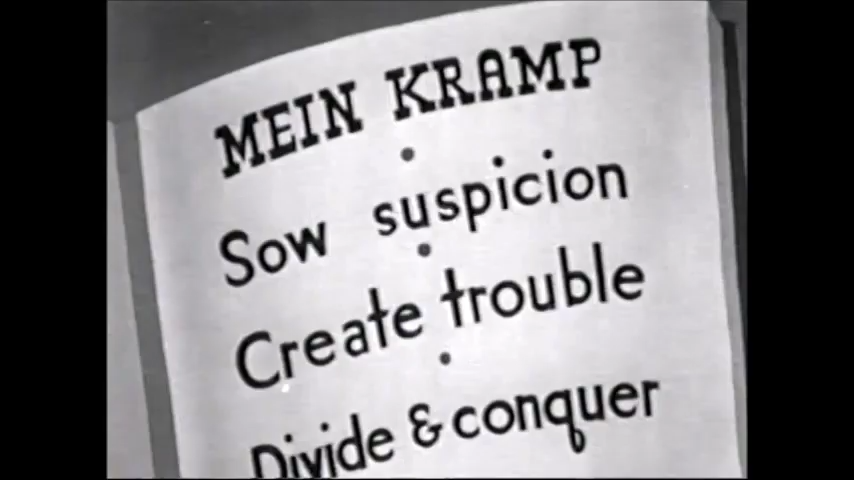 MEIN KRAMP
Sow suspicion
Create trouble
Divide & conquer